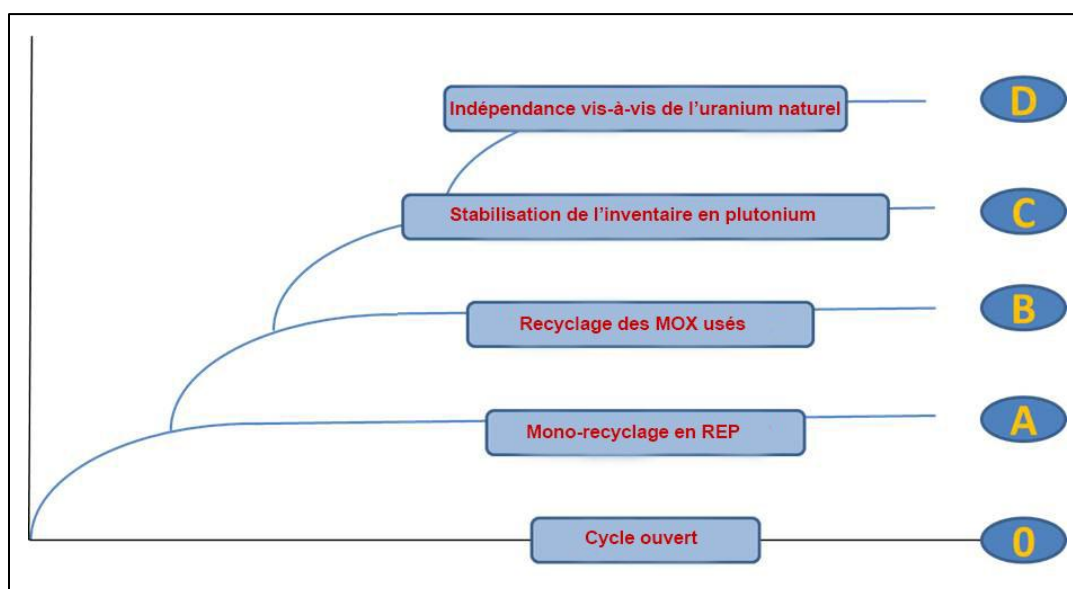 Indépendance vis-à-vis de l'uranium naturel
D
Stabilisation de l'inventaire en plutonium
C
Recyclage des MOX usés
B
Mono-recyclage en REP
A
Cycle ouvert
0